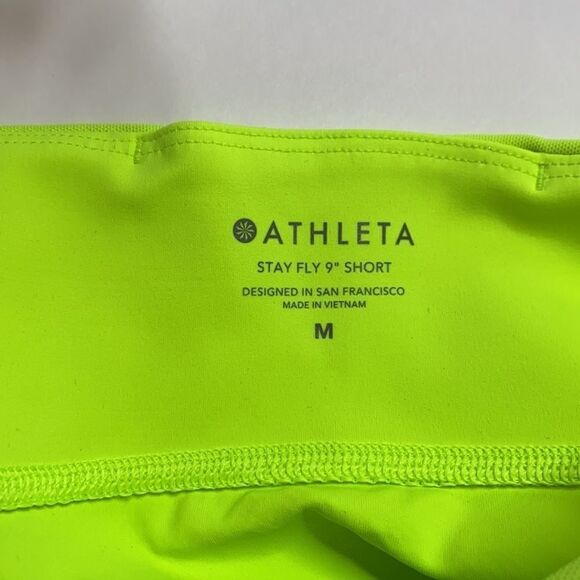 ATHLETA
STAY FLY 9" SHORT
DESIGNED IN SAN FRANCISCO
MADE IN VIETNAM
M